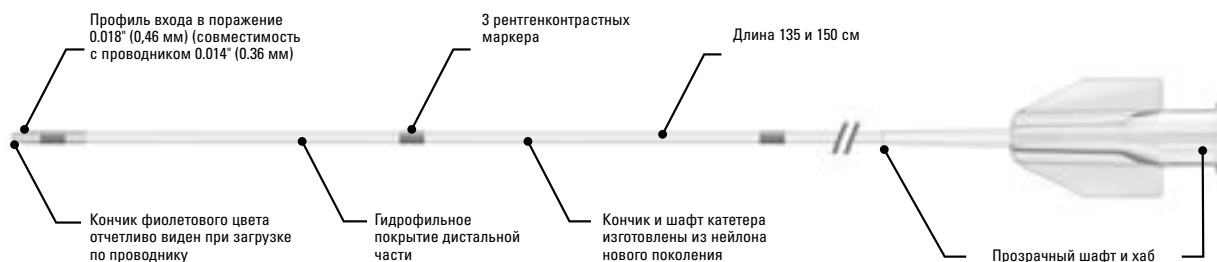 Профиль входа в поражение
0.018" (0,46 мм) (совместимость
с проводником 0.014" (0.36 мм)
3 рентгенконтрастных
маркера
Длина 135 и 150 см
Кончик фиолетового цвета
отчетливо виден при загрузке
по проводнику
Гидрофильное
покрытие дистальной
части
Кончик и шафт катетера
изготовлены из нейлона
нового поколения
Прозрачный шафт и хаб